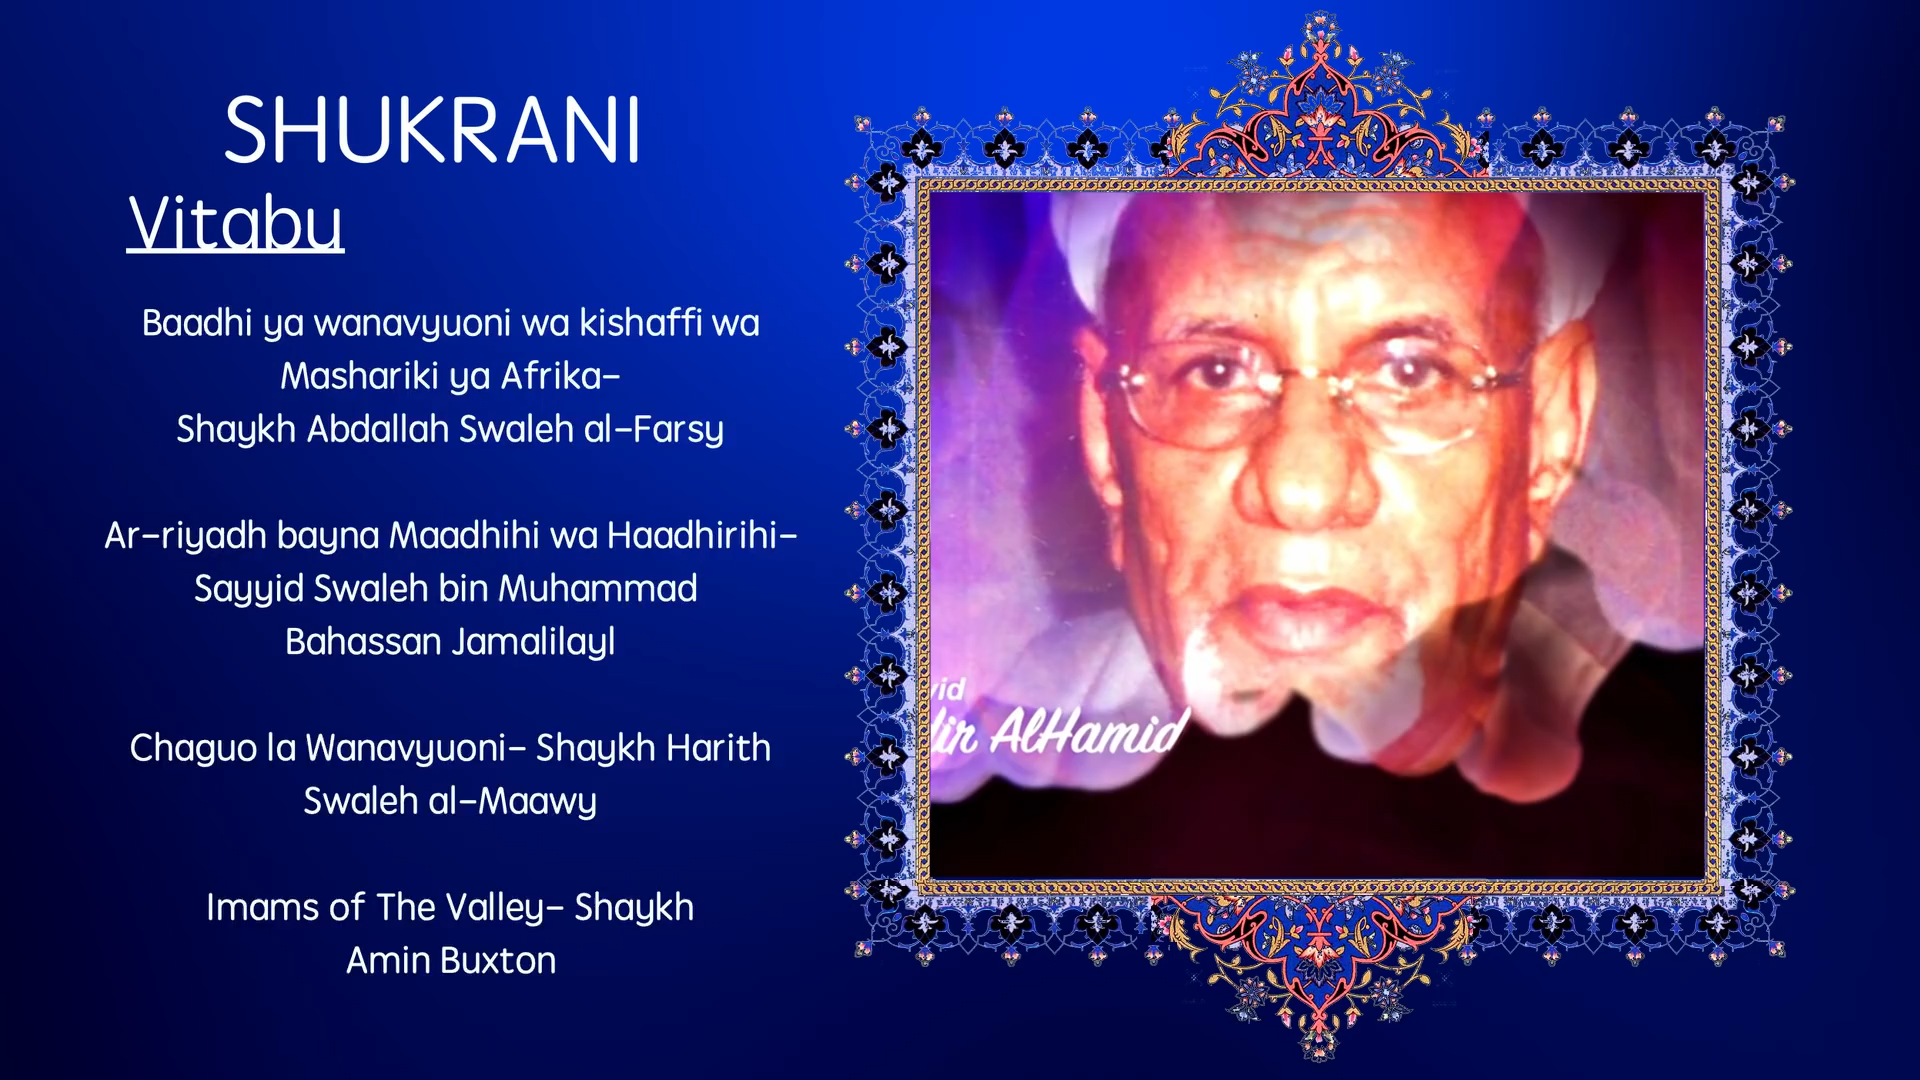 SHUKRANI
Vitabu
Baadhi ya wanavyuoni wa kishaffi wa
Mashariki ya Afrika-
Shaykh Abdallah Swaleh al-Farsy
Ar-riyadh bayna Maadhihi wa Haadhirihi-
Sayyid Swaleh bin Muhammad
Bahassan Jamalilayl
Chaguo la Wanavyuoni- Shaykh Harith
Swaleh al-Maawy
Imams of The Valley- Shaykh
Amin Buxton
AlHamid